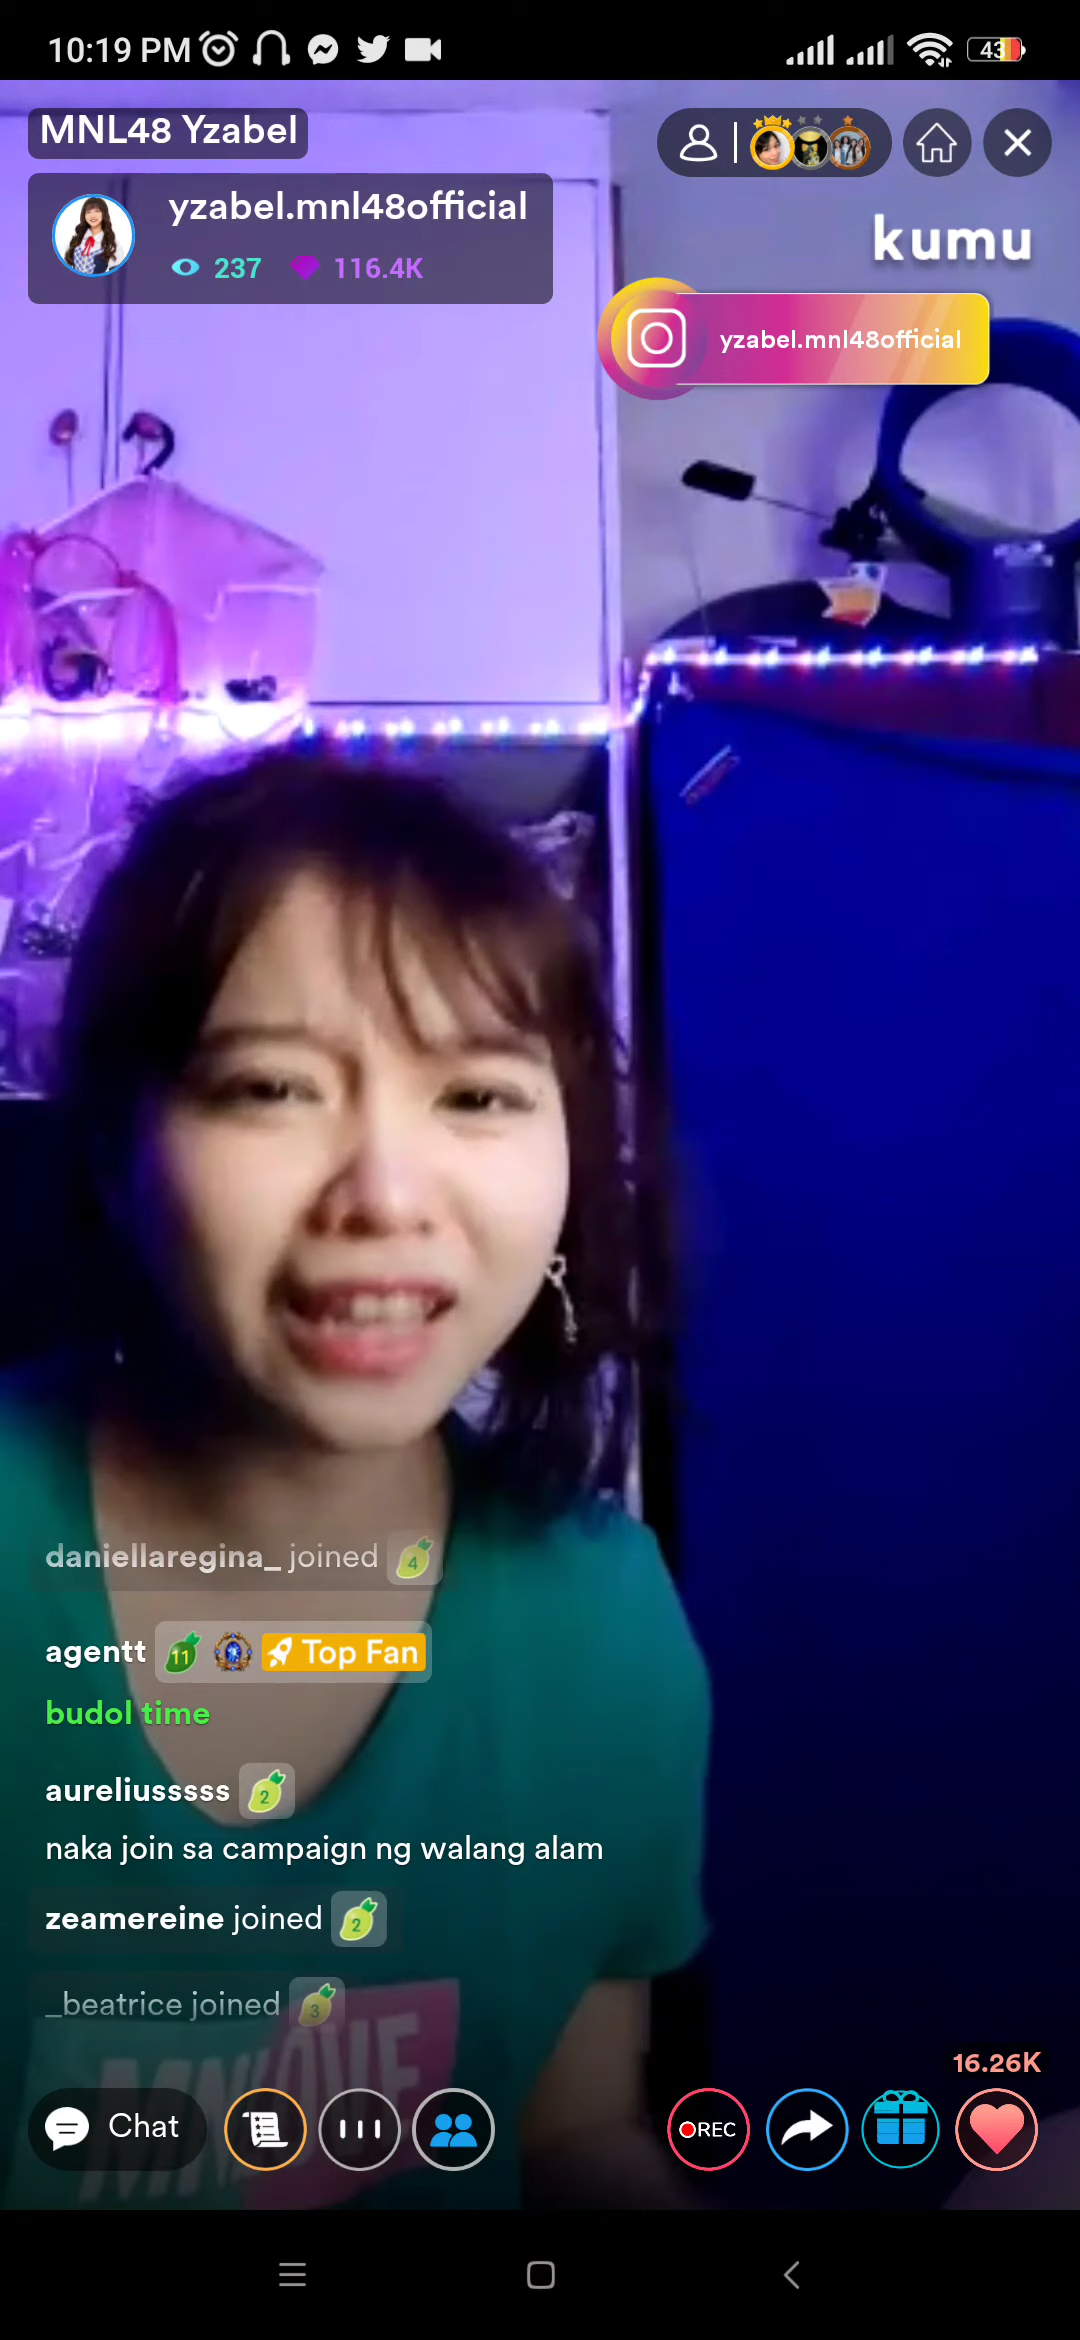 10:19 PM
43
MNL48 Yzabel
yzabel.mnl48official
237 116.4K
kumu
yzabel.mnl48official
daniellaregina_ joined 4
agentt 11 Top Fan
budol time
aureliusssss 2
naka join sa campaign ng walang alam
zeamereine joined 2
_beatrice joined 3
MNLOVE
16.26K
Chat
REC